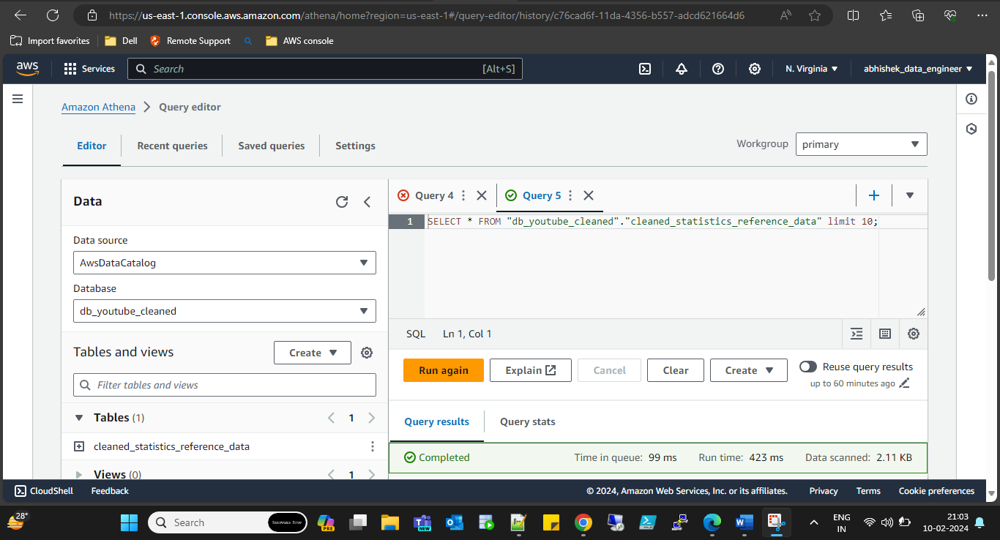 https://us-east-1.console.aws.amazon.com/athena/home?region=us-east-1#/query-editor/history/c76cad6f-11da-4356-b557-adcd621664d6
Import favorites Dell Remote Support AWS console
aws Services Search [Alt+S] N. Virginia abhishek_data_engineer
Amazon Athena Query editor
Editor Recent queries Saved queries Settings Workgroup primary
Data
Data source
AwsDataCatalog
Database
db_youtube_cleaned
Tables and views Create
Filter tables and views
Tables (1) 1
cleaned_statistics_reference_data
Views (0) 1
Query 4 Query 5
1 SELECT * FROM "db_youtube_cleaned"."cleaned_statistics_reference_data" limit 10;
SQL Ln 1, Col 1
Run again Explain Cancel Clear Create Reuse query results
up to 60 minutes ago
Query results Query stats
Completed Time in queue: 99 ms Run time: 423 ms Data scanned: 2.11 KB
CloudShell Feedback © 2024, Amazon Web Services, Inc. or its affiliates. Privacy Terms Cookie preferences
28° Search SHOPPERS STOP PRE NEW ENG 21:03
IN 10-02-2024